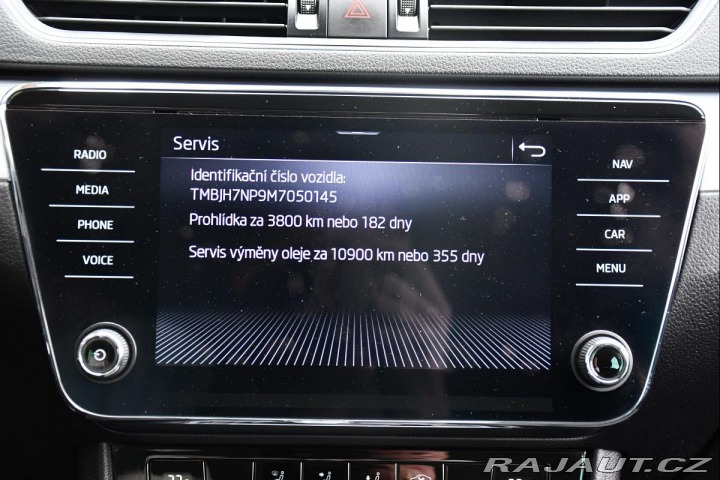 Servis
RADIO
MEDIA
PHONE
VOICE
Identifikační číslo vozidla:
TMBJH7NP9M7050145
Prohlídka za 3800 km nebo 182 dny
Servis výměny oleje za 10900 km nebo 355 dny
NAV
APP
CAR
MENU
RAJAUT.CZ